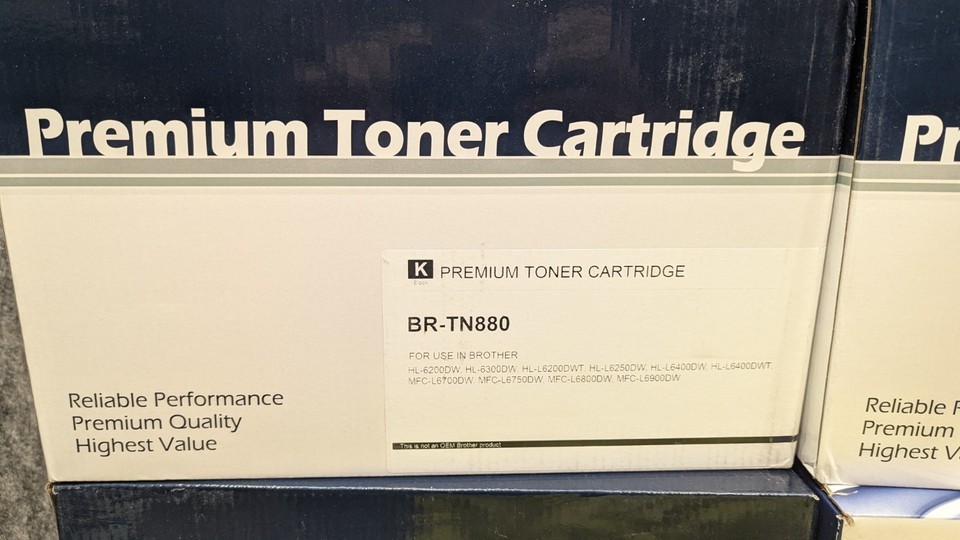 Premium Toner Cartridge
Pr
K PREMIUM TONER CARTRIDGE
Black
BR-TN880
FOR USE IN BROTHER
HL-6200DW, HL-6300DW, HL-L6200DWT, HL-L6250DW, HL-L6400DW, HL-L6400DWT,
MFC-L6700DW, MFC-L6750DW, MFC-L6800DW, MFC-L6900DW
This is not an OEM Brother product
Reliable Performance
Premium Quality
Highest Value
Reliable P
Premium
Highest V